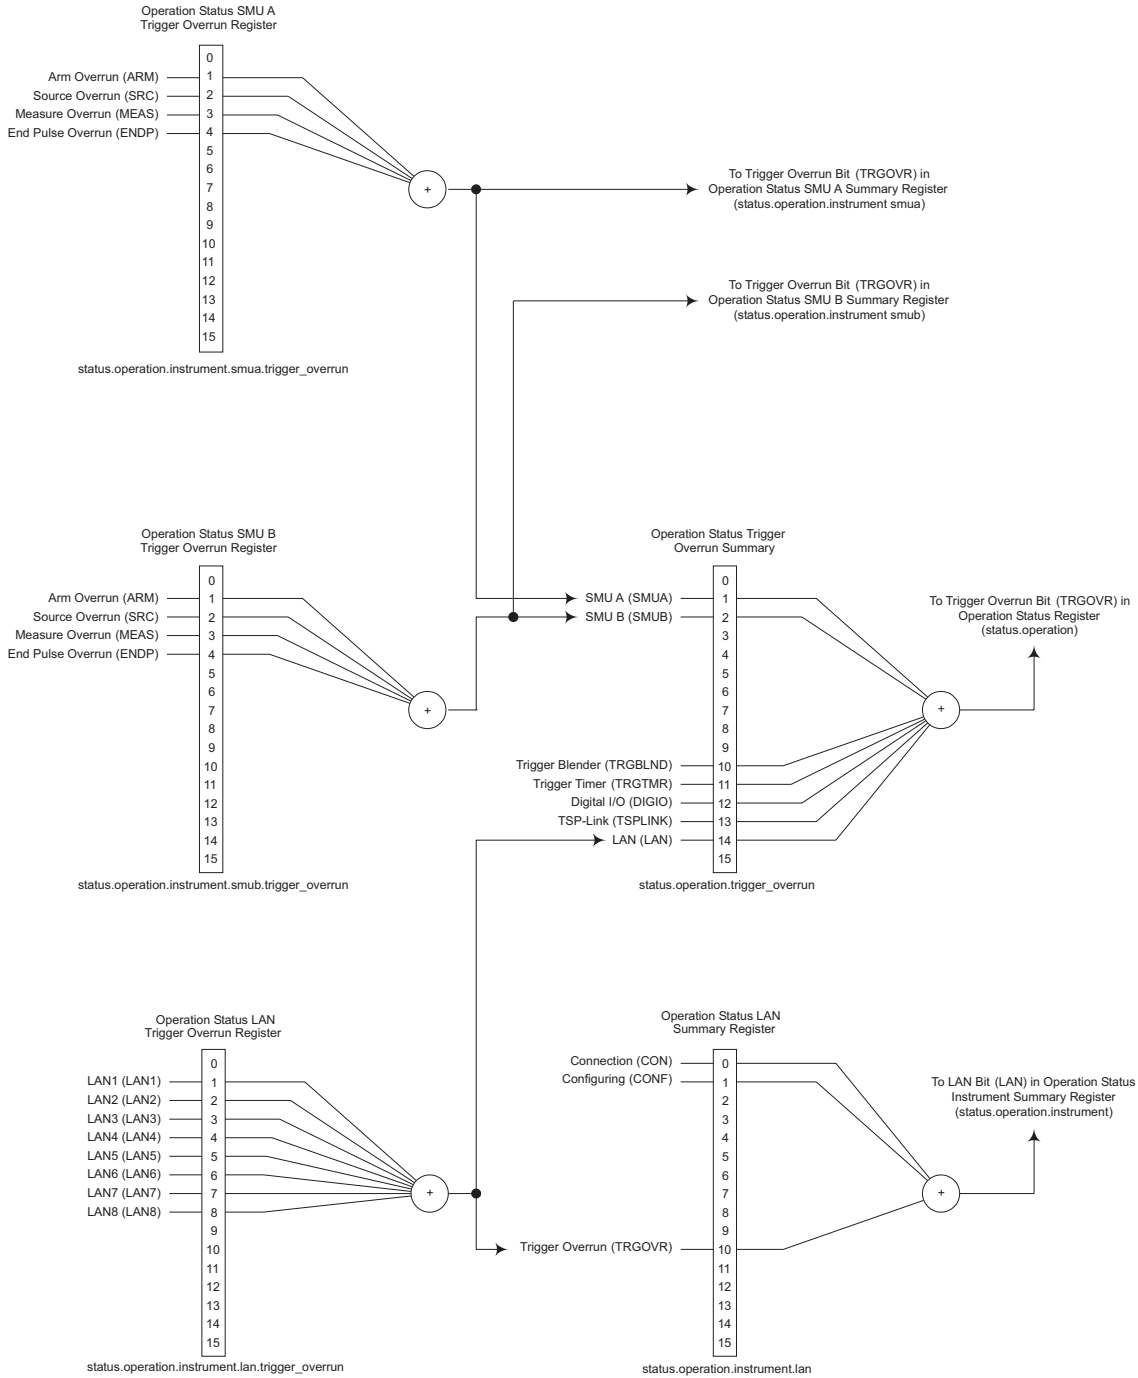 Operation Status SMU A
Trigger Overrun Register
0
Arm Overrun (ARM) 1
Source Overrun (SRC) 2
Measure Overrun (MEAS) 3
End Pulse Overrun (ENDP) 4
5
6
7
8
9
10
11
12
13
14
15
status.operation.instrument.smua.trigger_overrun
+
To Trigger Overrun Bit (TRGOVR) in
Operation Status SMU A Summary Register
(status.operation.instrument smua)
To Trigger Overrun Bit (TRGOVR) in
Operation Status SMU B Summary Register
(status.operation.instrument smub)
Operation Status SMU B
Trigger Overrun Register
0
Arm Overrun (ARM) 1
Source Overrun (SRC) 2
Measure Overrun (MEAS) 3
End Pulse Overrun (ENDP) 4
5
6
7
8
9
10
11
12
13
14
15
status.operation.instrument.smub.trigger_overrun
+
Operation Status Trigger
Overrun Summary
0
SMU A (SMUA) 1
SMU B (SMUB) 2
3
4
5
6
7
8
9
Trigger Blender (TRGBLND) 10
Trigger Timer (TRGTMR) 11
Digital I/O (DIGIO) 12
TSP-Link (TSPLINK) 13
LAN (LAN) 14
15
status.operation.trigger_overrun
+
To Trigger Overrun Bit (TRGOVR) in
Operation Status Register
(status.operation)
Operation Status LAN
Trigger Overrun Register
0
LAN1 (LAN1) 1
LAN2 (LAN2) 2
LAN3 (LAN3) 3
LAN4 (LAN4) 4
LAN5 (LAN5) 5
LAN6 (LAN6) 6
LAN7 (LAN7) 7
LAN8 (LAN8) 8
9
10
11
12
13
14
15
status.operation.instrument.lan.trigger_overrun
+
Operation Status LAN
Summary Register
Connection (CON) 0
Configuring (CONF) 1
2
3
4
5
6
7
8
9
Trigger Overrun (TRGOVR) 10
11
12
13
14
15
status.operation.instrument.lan
+
To LAN Bit (LAN) in Operation Status
Instrument Summary Register
(status.operation.instrument)